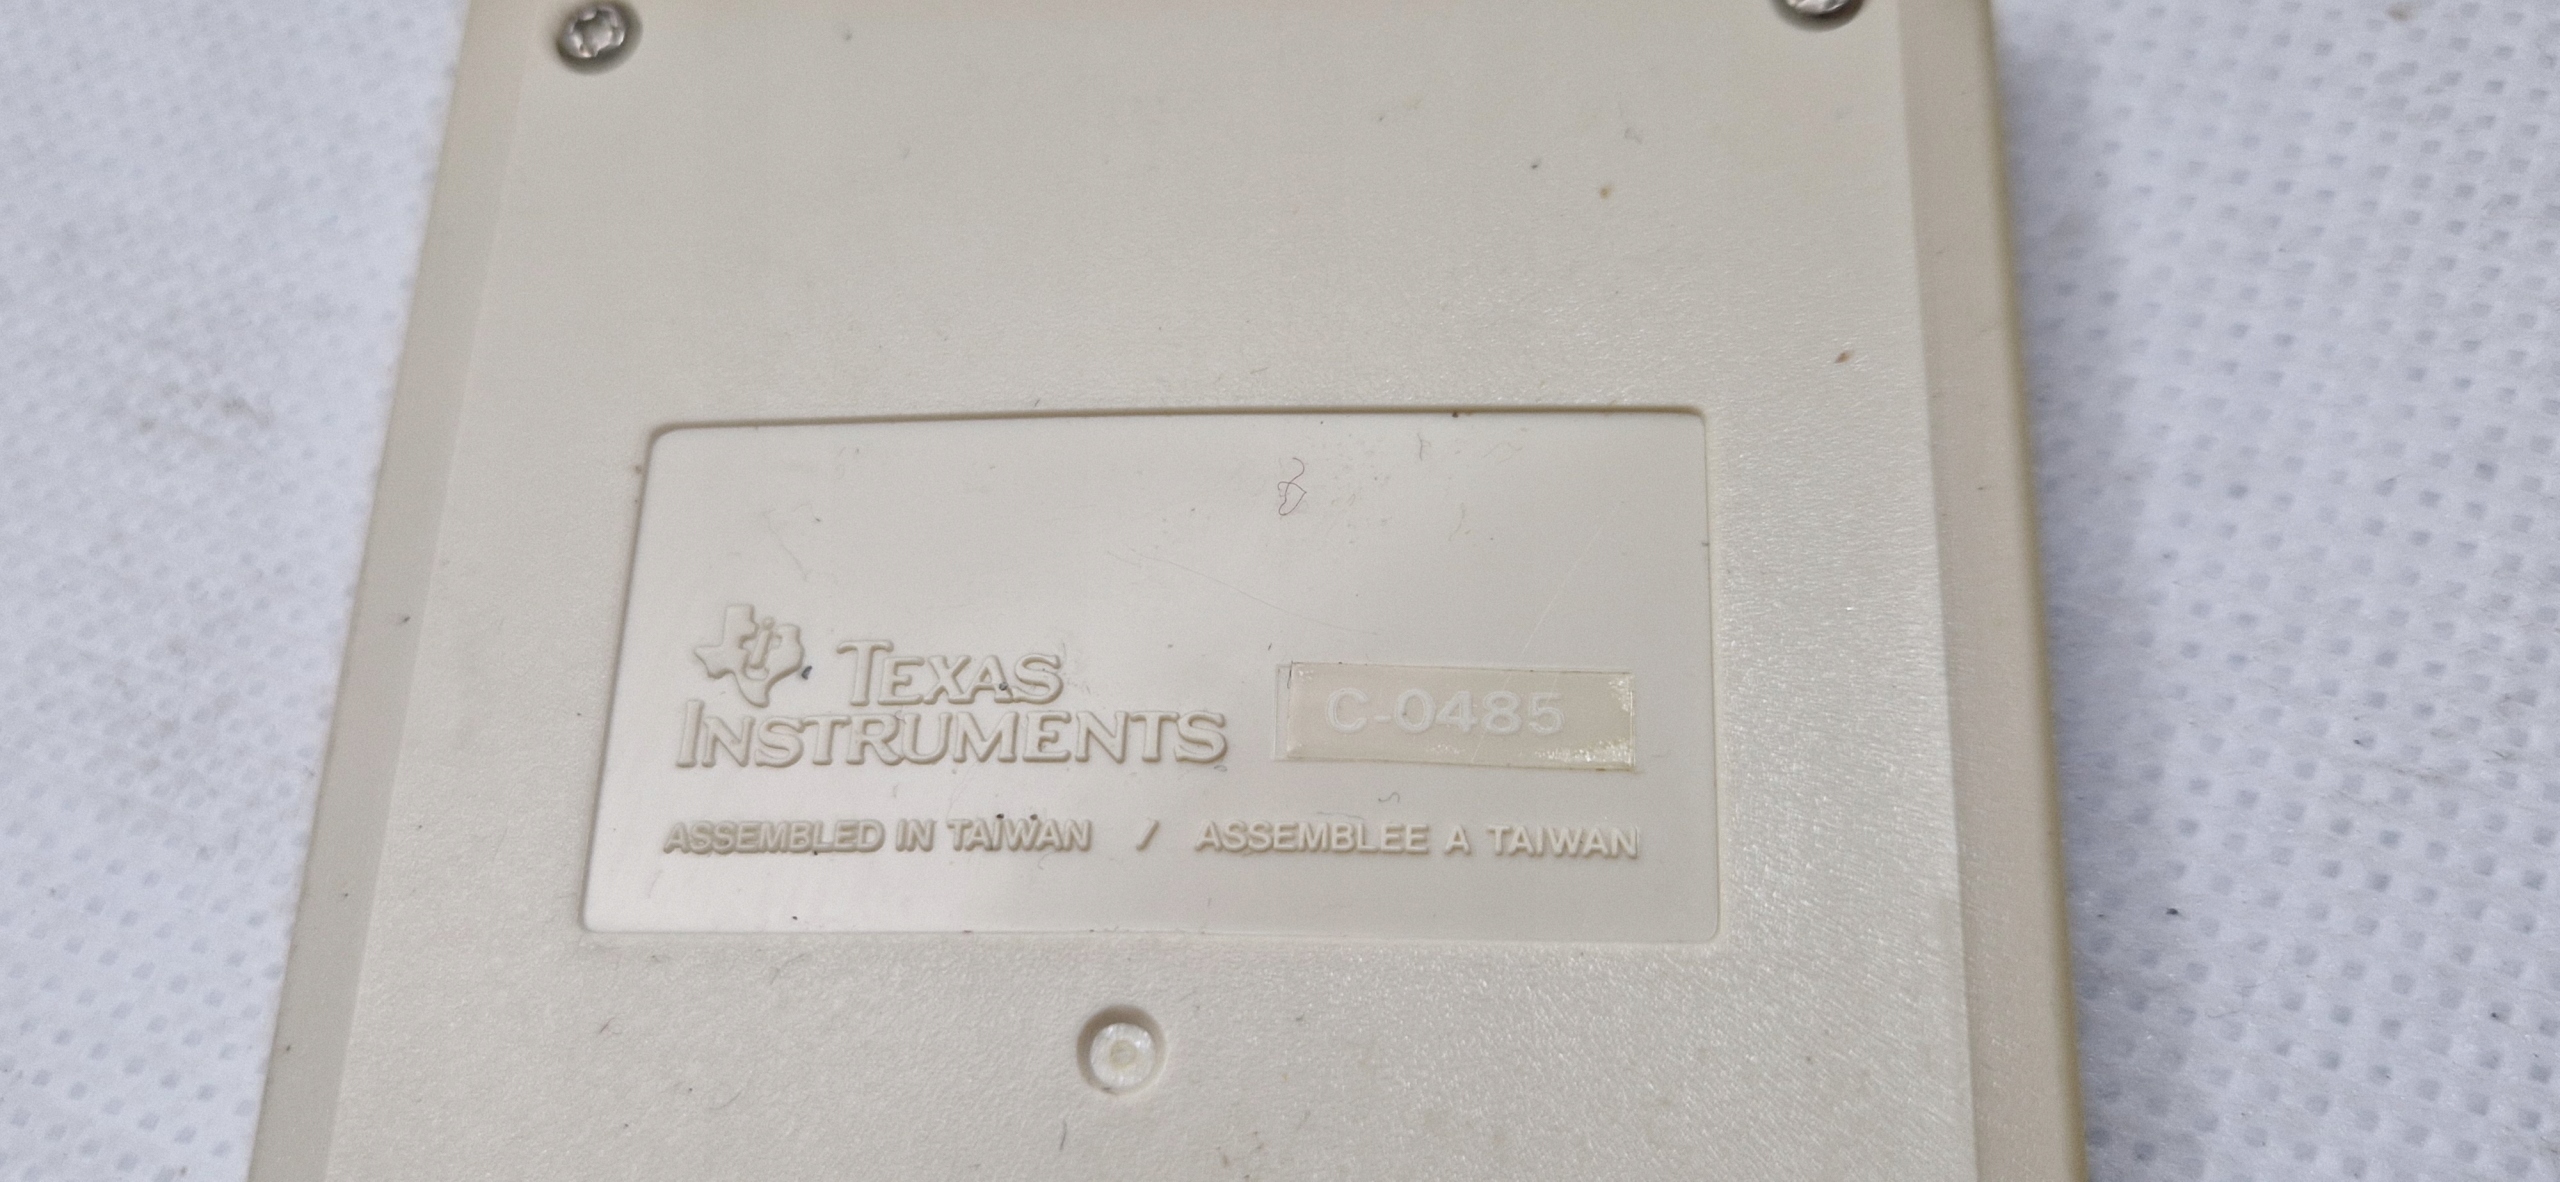 TEXAS
INSTRUMENTS
C-0485
ASSEMBLED IN TAIWAN / ASSEMBLEE A TAIWAN